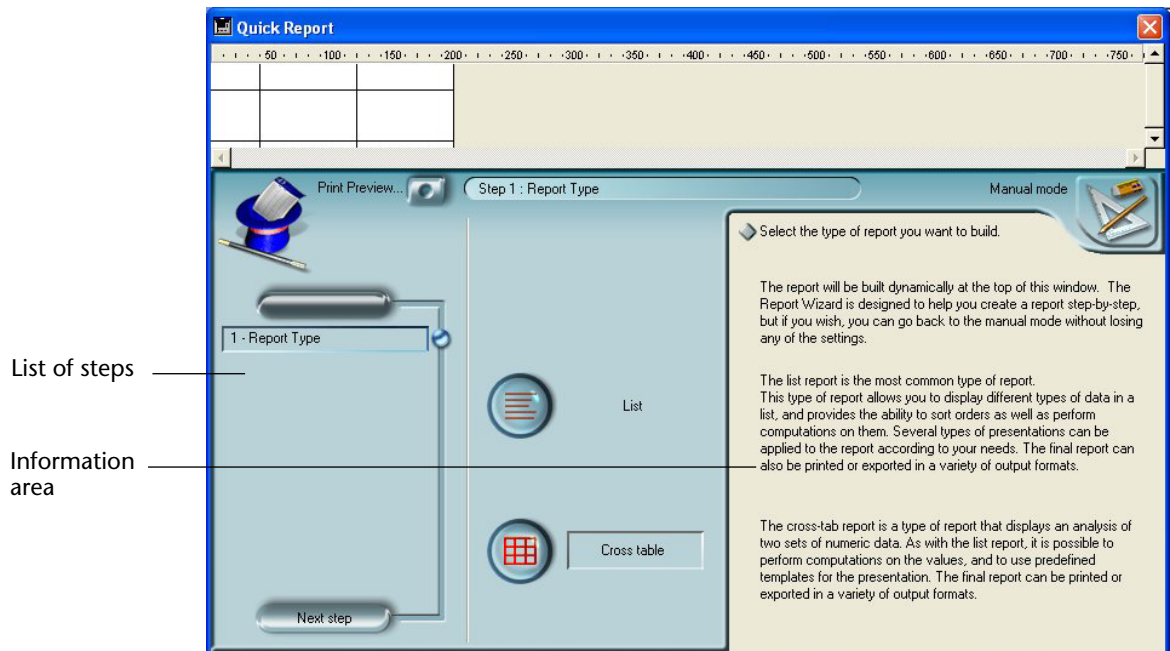 Quick Report
50 100 150 200 250 300 350 400 450 500 550 600 650 700 750
Print Preview...
Step 1 : Report Type
Manual mode
Select the type of report you want to build.
The report will be built dynamically at the top of this window. The
Report Wizard is designed to help you create a report step-by-step,
but if you wish, you can go back to the manual mode without losing
any of the settings.
1 - Report Type
List of steps
List
The list report is the most common type of report.
This type of report allows you to display different types of data in a
list, and provides the ability to sort orders as well as perform
computations on them. Several types of presentations can be
applied to the report according to your needs. The final report can
also be printed or exported in a variety of output formats.
Information
area
Cross table
The cross-tab report is a type of report that displays an analysis of
two sets of numeric data. As with the list report, it is possible to
perform computations on the values, and to use predefined
templates for the presentation. The final report can be printed or
exported in a variety of output formats.
Next step